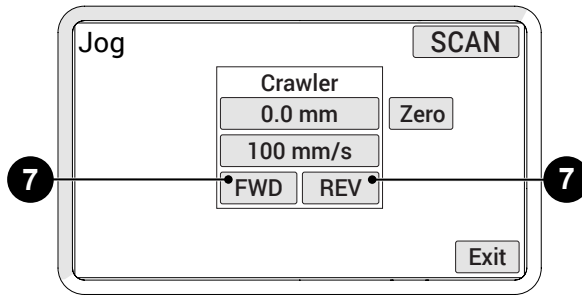 Jog SCAN
Crawler
0.0 mm Zero
100 mm/s
7 FWD REV 7
Exit